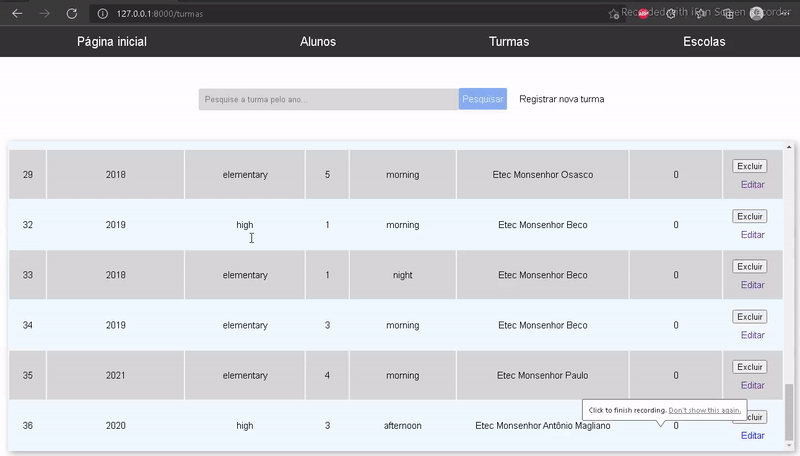 127.0.0.1:8000/turmas
Recorded with iFun Screen Recorder
Página inicial Alunos Turmas Escolas
Pesquise a turma pelo ano... Pesquisar Registrar nova turma
29 2018 elementary 5 morning Etec Monsenhor Osasco 0 Excluir
Editar
32 2019 high 1 morning Etec Monsenhor Beco 0 Excluir
Editar
33 2018 elementary 1 night Etec Monsenhor Beco 0 Excluir
Editar
34 2019 elementary 3 morning Etec Monsenhor Beco 0 Excluir
Editar
35 2021 elementary 4 morning Etec Monsenhor Paulo 0 Excluir
Editar
Click to finish recording. Don't show this again.
36 2020 high 3 afternoon Etec Monsenhor Antônio Magliano 0
Editar